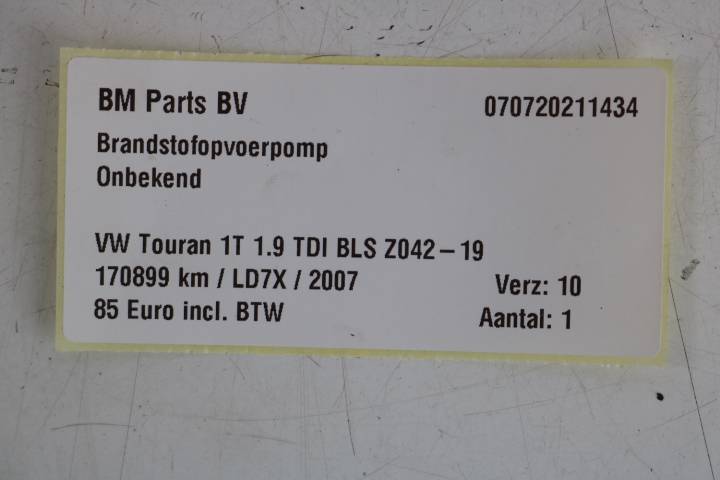 BM Parts BV 070720211434
Brandstofopvoerpomp
Onbekend
VW Touran 1T 1.9 TDI BLS Z042-19
170899 km / LD7X / 2007 Verz: 10
85 Euro incl. BTW Aantal: 1